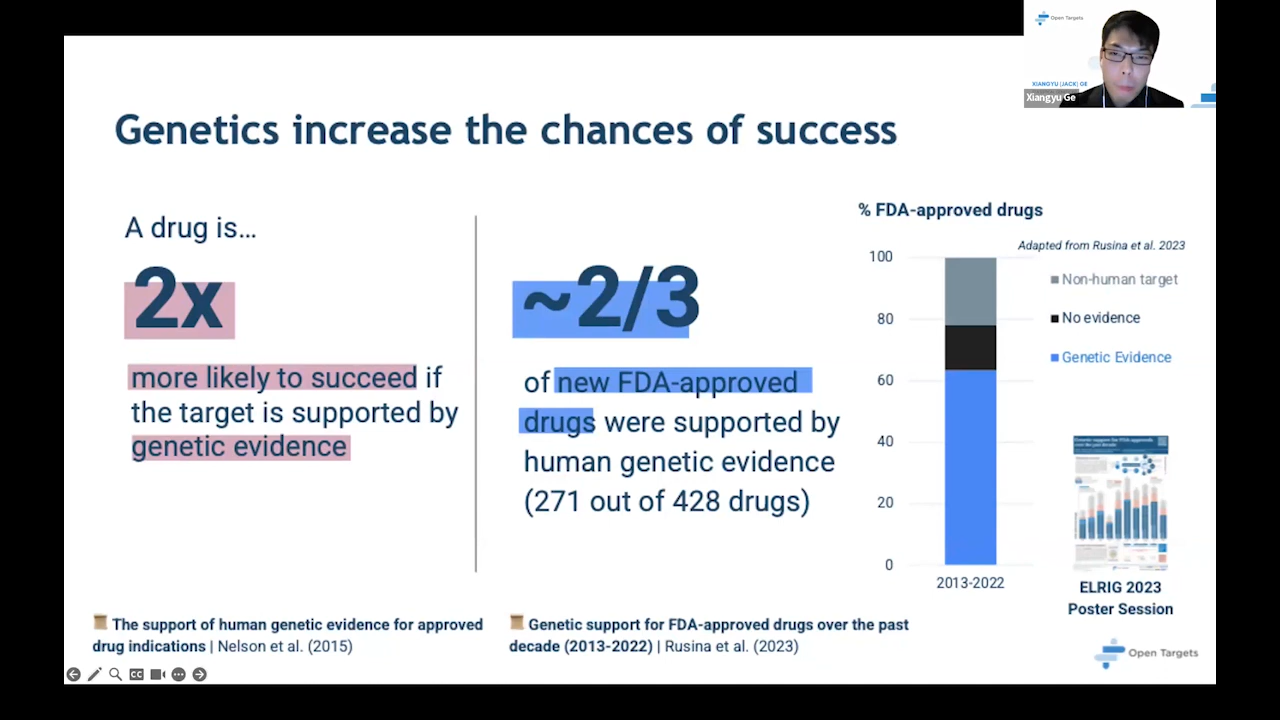 Open Targets
XIANGYU (JACK) GE
Xiangyu Ge
Genetics increase the chances of success
A drug is...
2x
more likely to succeed if
the target is supported by
genetic evidence
~2/3
of new FDA-approved
drugs were supported by
human genetic evidence
(271 out of 428 drugs)
% FDA-approved drugs
Adapted from Rusina et al. 2023
100
80
60
40
20
0
2013-2022
Non-human target
No evidence
Genetic Evidence
ELRIG 2023
Poster Session
The support of human genetic evidence for approved
drug indications | Nelson et al. (2015)
Genetic support for FDA-approved drugs over the past
decade (2013-2022) | Rusina et al. (2023)
Open Targets
CC